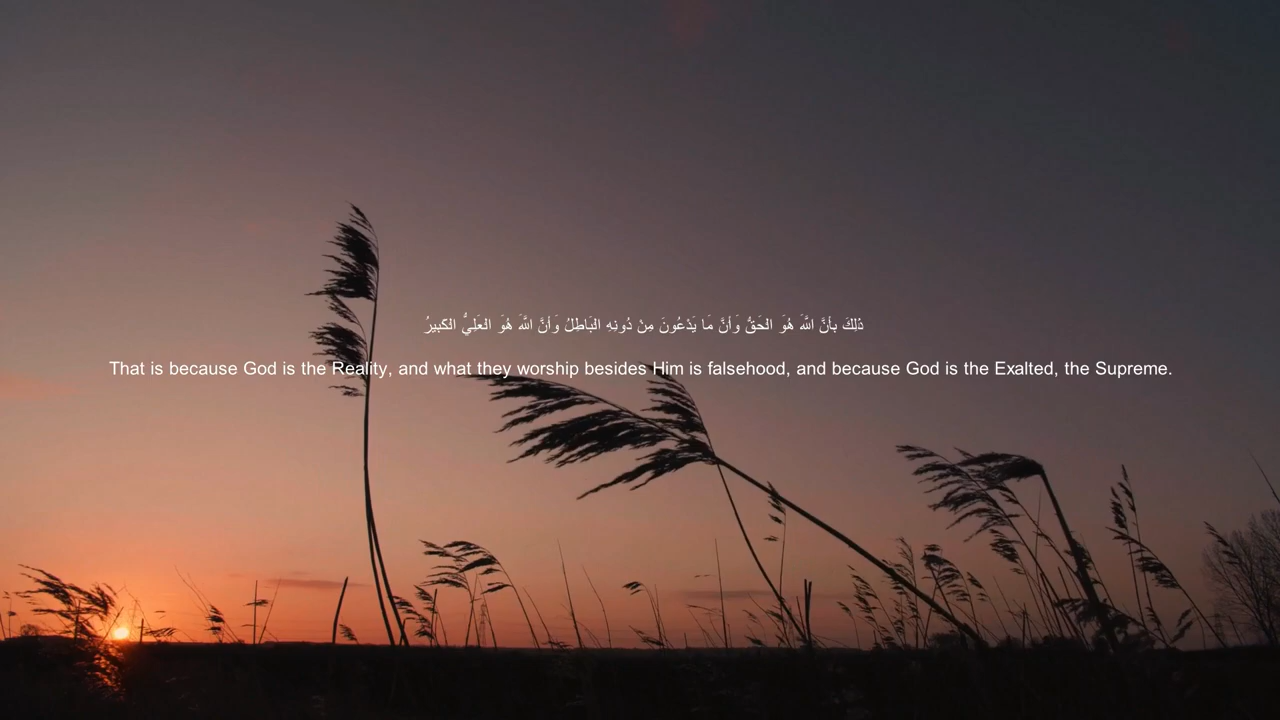 ذَٰلِكَ بِأَنَّ اللَّهَ هُوَ الْحَقُّ وَأَنَّ مَا يَدْعُونَ مِنْ دُونِهِ الْبَاطِلُ وَأَنَّ اللَّهَ هُوَ الْعَلِيُّ الْكَبِيرُ
That is because God is the Reality, and what they worship besides Him is falsehood, and because God is the Exalted, the Supreme.